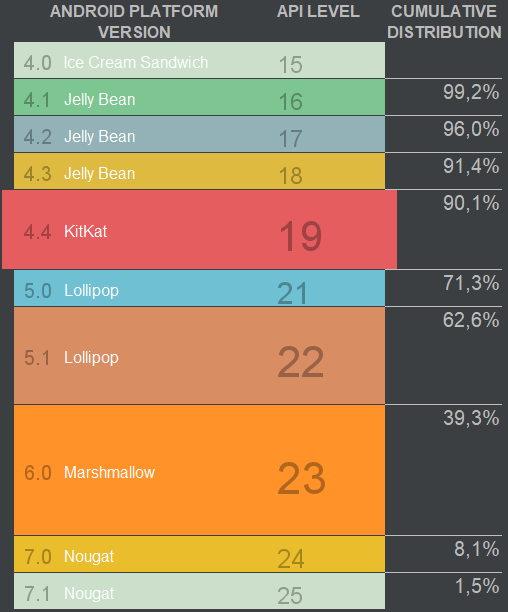 ANDROID PLATFORM VERSION API LEVEL CUMULATIVE DISTRIBUTION
4.0 Ice Cream Sandwich 15
4.1 Jelly Bean 16 99,2%
4.2 Jelly Bean 17 96,0%
4.3 Jelly Bean 18 91,4%
4.4 KitKat 19 90,1%
5.0 Lollipop 21 71,3%
5.1 Lollipop 22 62,6%
6.0 Marshmallow 23 39,3%
7.0 Nougat 24 8,1%
7.1 Nougat 25 1,5%